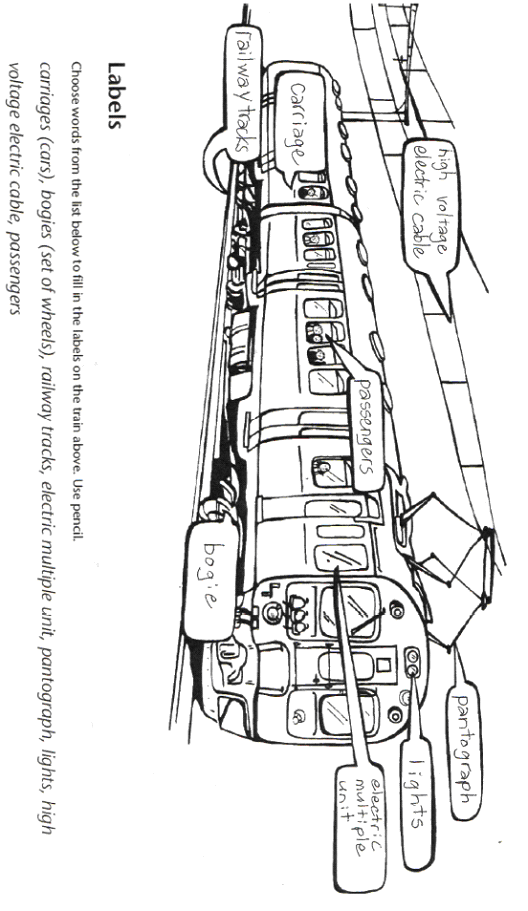 high voltage
electric cable
railway tracks
carriage
passengers
pantograph
lights
electric
multiple
unit
bogie
Labels
Choose words from the list below to fill in the labels on the train above. Use pencil.
carriages (cars), bogies (set of wheels), railway tracks, electric multiple unit, pantograph, lights, high
voltage electric cable, passengers